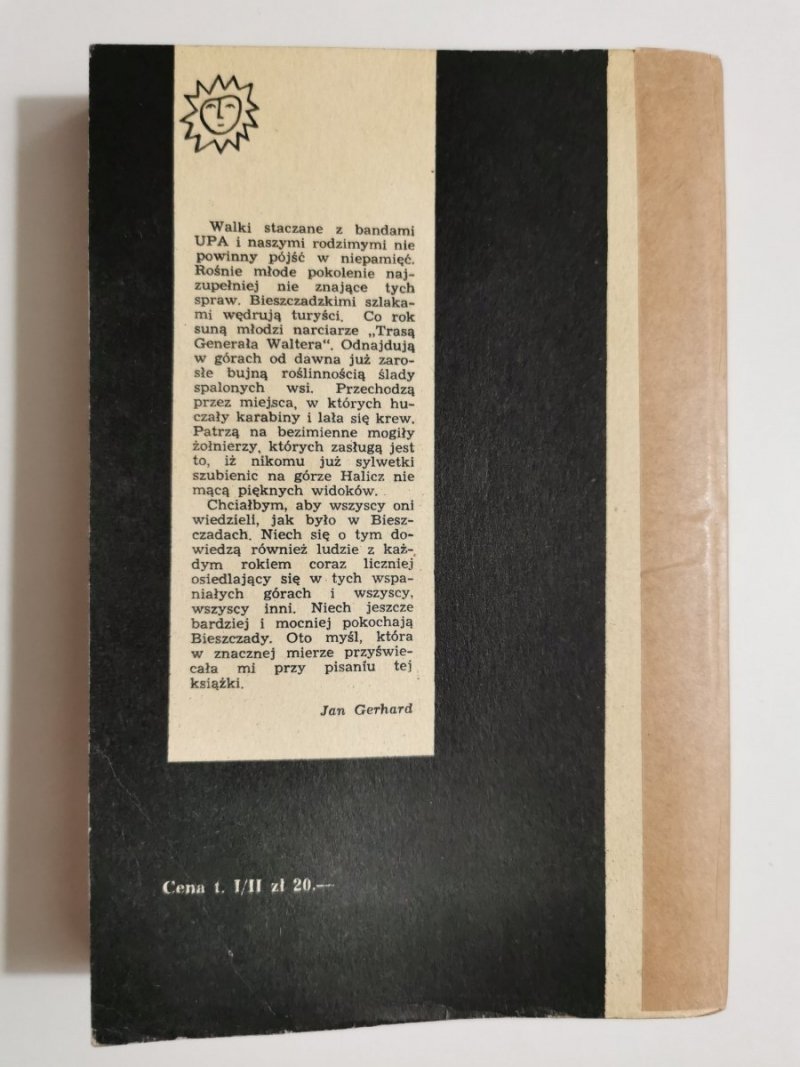 Walki staczane z bandami
UPA i naszymi rodzimymi nie
powinny pójść w niepamięć.
Rośnie młode pokolenie naj-
zupełniej nie znające tych
spraw. Bieszczadzkimi szlaka-
mi wędrują turyści. Co rok
suną młodzi narciarze „Trasą
Generała Waltera“. Odnajdują
w górach od dawna już zaro-
słe bujną roślinnością ślady
spalonych wsi. Przechodzą
przez miejsca, w których hu-
czały karabiny i lała się krew.
Patrzą na bezimienne mogiły
żołnierzy, których zasługą jest
to, iż nikomu już sylwetki
szubienic na górze Halicz nie
mącą pięknych widoków.
Chciałbym, aby wszyscy oni
wiedzieli, jak było w Biesz-
czadach. Niech się o tym do-
wiedzą również ludzie z każ-
dym rokiem coraz liczniej
osiedlający się w tych wspa-
niałych górach i wszyscy,
wszyscy inni. Niech jeszcze
bardziej i mocniej pokochają
Bieszczady. Oto myśl, która
w znacznej mierze przyświe-
cała mi przy pisaniu tej
książki.
Jan Gerhard
Cena t. I/II zł 20.—